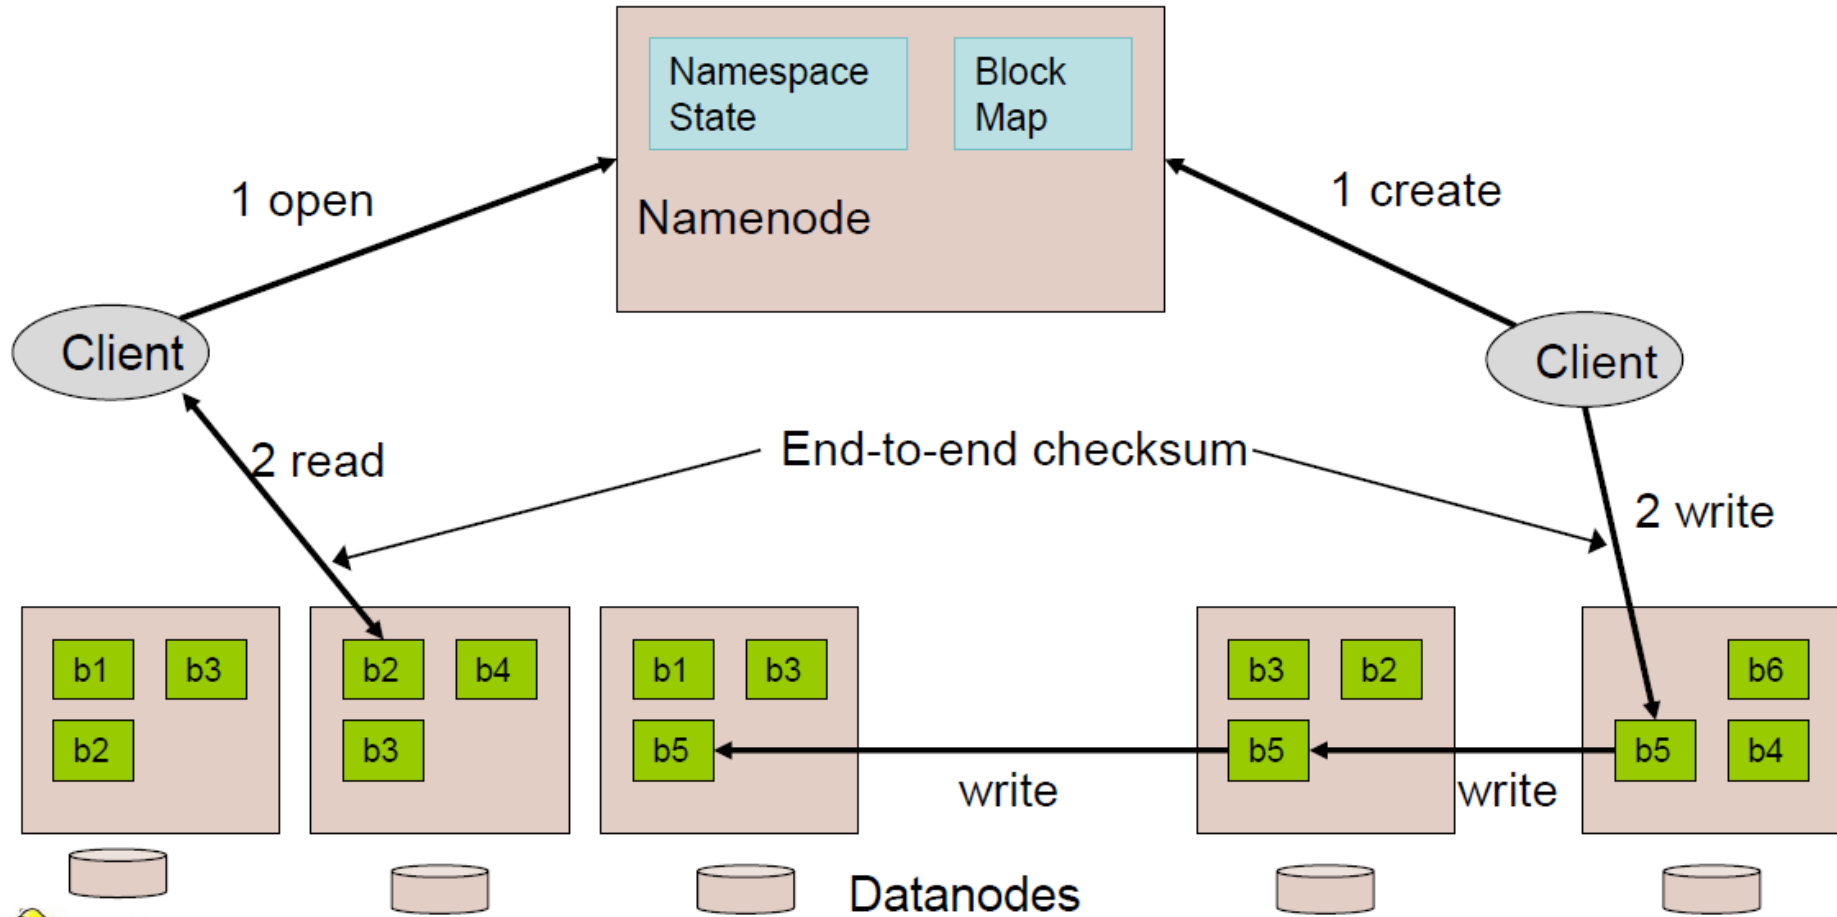 Namespace
State
Block
Map
1 open
1 create
Namenode
Client
Client
2 read
End-to-end checksum
2 write
b1
b3
b2
b2
b4
b3
b1
b3
b5
b3
b2
b5
b6
b5
b4
write
write
Datanodes